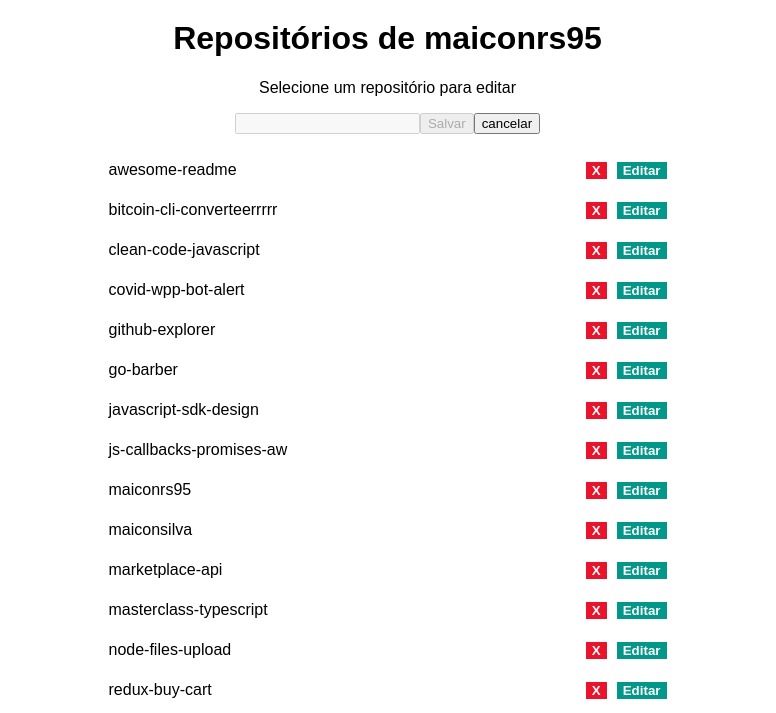 Repositórios de maiconrs95
Selecione um repositório para editar
Salvar cancelar
awesome-readme X Editar
bitcoin-cli-converteerrrrr X Editar
clean-code-javascript X Editar
covid-wpp-bot-alert X Editar
github-explorer X Editar
go-barber X Editar
javascript-sdk-design X Editar
js-callbacks-promises-aw X Editar
maiconrs95 X Editar
maiconsilva X Editar
marketplace-api X Editar
masterclass-typescript X Editar
node-files-upload X Editar
redux-buy-cart X Editar